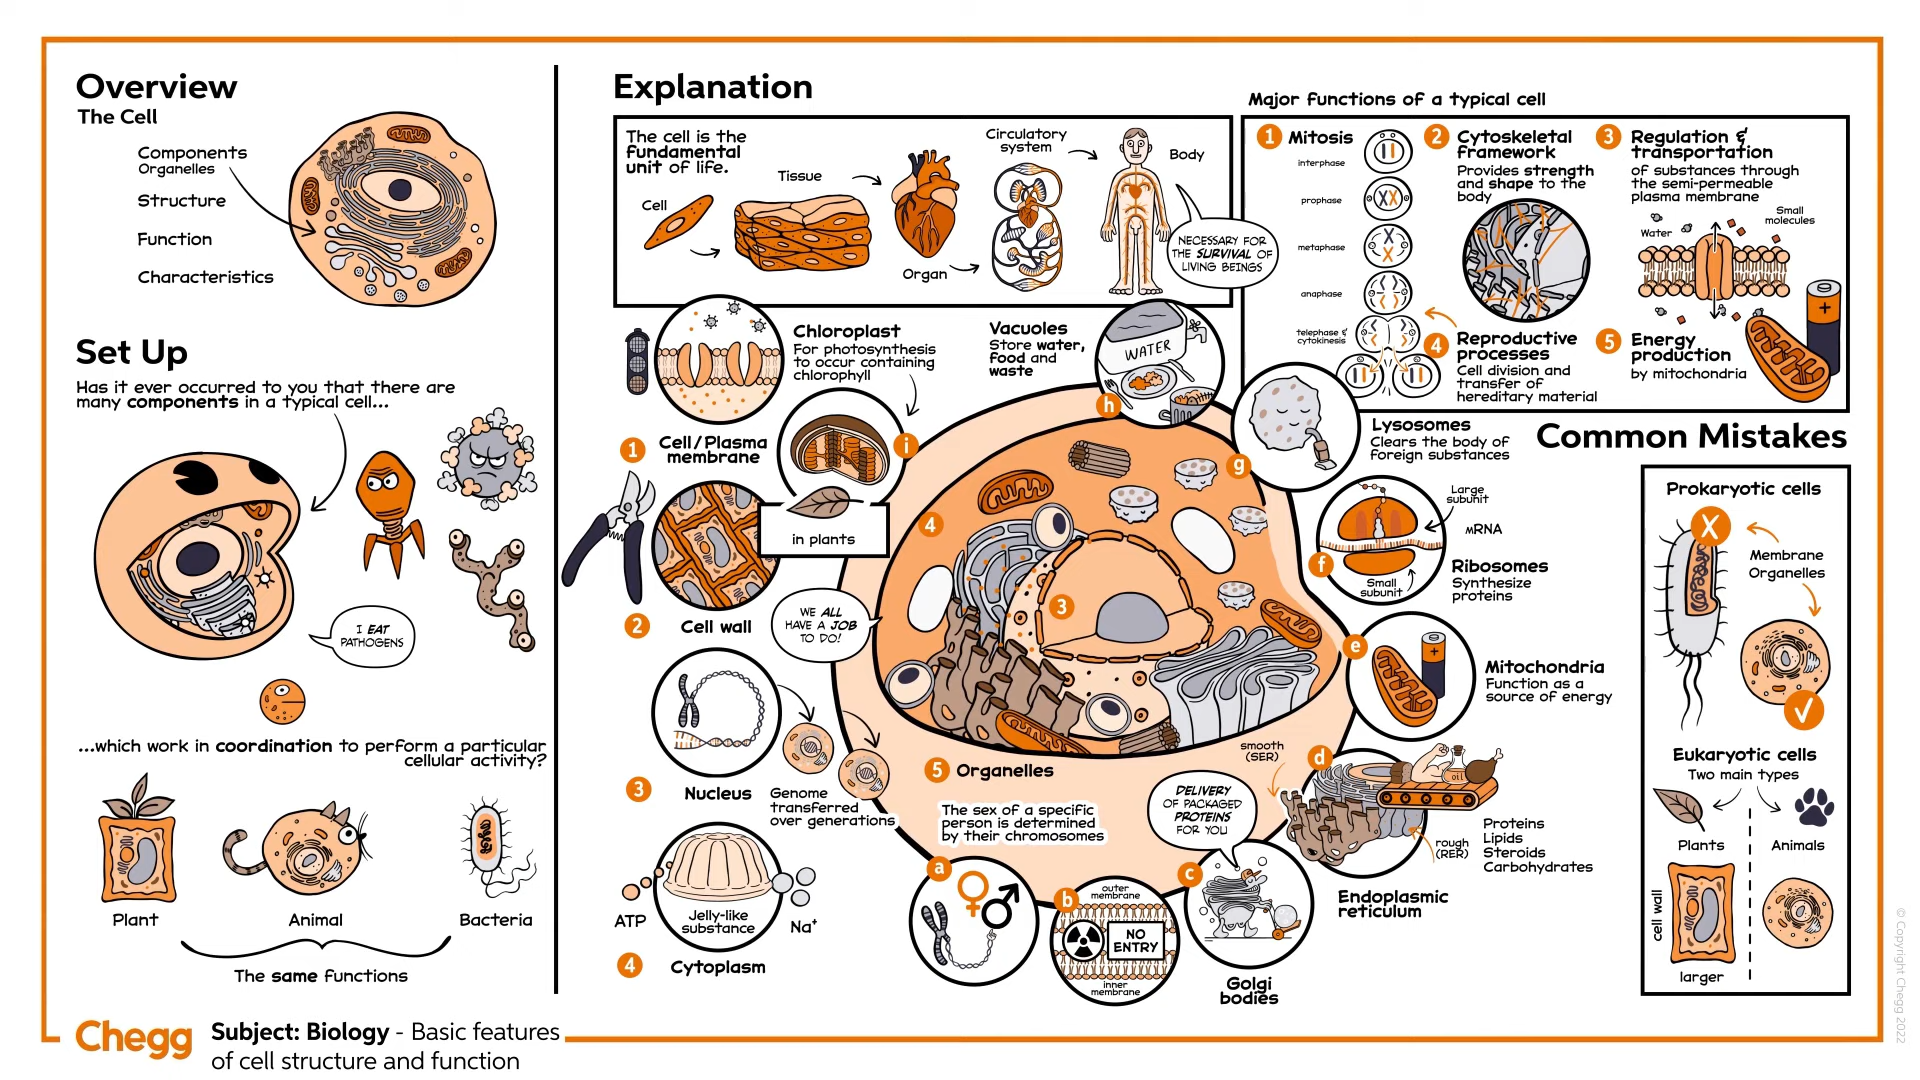 Overview
The Cell
Components
Organelles
Structure
Function
Characteristics
Set Up
Has it ever occurred to you that there are
many components in a typical cell...
I EAT
PATHOGENS
...which work in coordination to perform a particular
cellular activity?
Plant
Animal
Bacteria
The same functions
Explanation
The cell is the
fundamental
unit of life.
Cell
Tissue
Organ
Circulatory
system
Body
NECESSARY FOR
THE SURVIVAL OF
LIVING BEINGS
Major functions of a typical cell
1 Mitosis
interphase
prophase
metaphase
anaphase
telephase &
cytokinesis
2 Cytoskeletal
framework
Provides strength
and shape to the
body
3 Regulation &
transportation
of substances through
the semi-permeable
plasma membrane
Water
Small
molecules
4 Reproductive
processes
Cell division and
transfer of
hereditary material
5 Energy
production
by mitochondria
+
Chloroplast
For photosynthesis
to occur containing
chlorophyll
i
in plants
Vacuoles
Store water,
food and
waste
WATER
h
1 Cell/Plasma
membrane
2 Cell wall
WE ALL
HAVE A JOB
TO DO!
3 Nucleus
Genome
transferred
over generations
ATP
Jelly-like
substance
Na+
4 Cytoplasm
4
3
5 Organelles
The sex of a specific
person is determined
by their chromosomes
a
b
outer
membrane
NO
ENTRY
inner
membrane
c
DELIVERY
OF PACKAGED
PROTEINS
FOR YOU
Golgi
bodies
smooth
(SER)
d
oil
rough
(RER)
Proteins
Lipids
Steroids
Carbohydrates
Endoplasmic
reticulum
e
+
Mitochondria
Function as a
source of energy
f
Large
subunit
mRNA
Small
subunit
Ribosomes
Synthesize
proteins
g
Lysosomes
Clears the body of
foreign substances
Common Mistakes
Prokaryotic cells
X
Membrane
Organelles
Eukaryotic cells
Two main types
Plants
Animals
cell wall
larger
Chegg
Subject: Biology - Basic features
of cell structure and function
© Copyright Chegg 2022